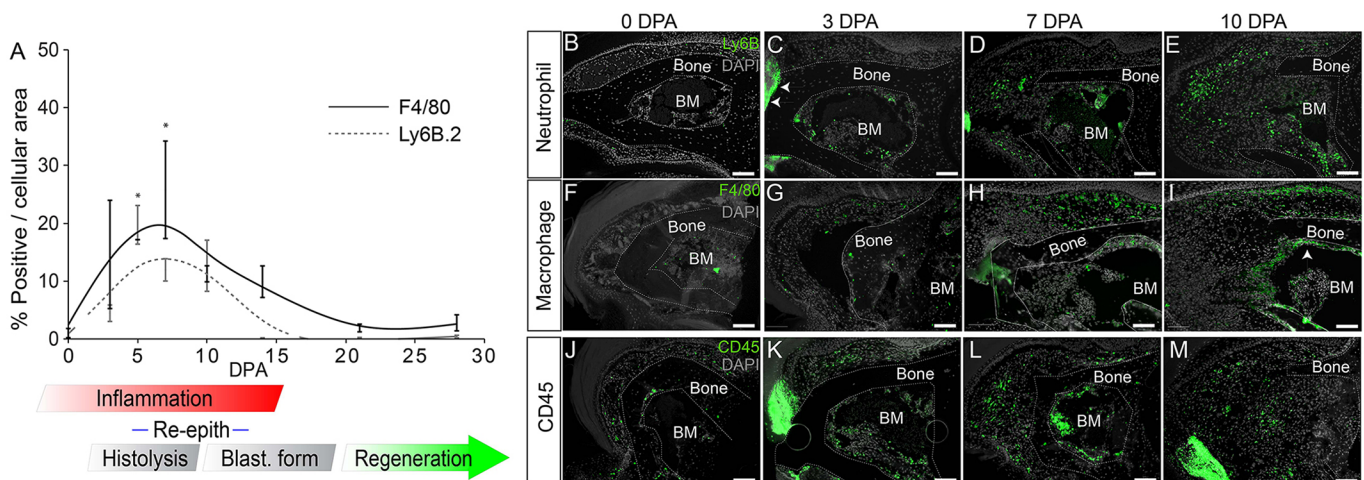 A
% Positive / cellular area
50
40
30
20
10
0
F4/80
Ly6B.2
*
*
0
5
10
15
20
25
30
DPA
Inflammation
Re-epith
Histolysis
Blast. form
Regeneration
0 DPA
3 DPA
7 DPA
10 DPA
Neutrophil
B
Ly6B
DAPI
Bone
BM
C
Bone
BM
D
Bone
BM
E
Bone
BM
Macrophage
F
F4/80
DAPI
Bone
BM
G
Bone
BM
H
Bone
BM
I
Bone
BM
CD45
J
CD45
DAPI
Bone
BM
K
Bone
BM
L
Bone
BM
M